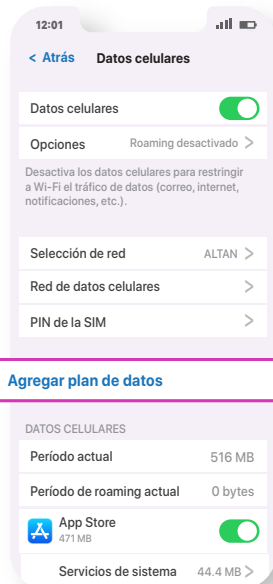 12:01
< Atrás Datos celulares
Datos celulares
Opciones Roaming desactivado >
Desactiva los datos celulares para restringir
a Wi-Fi el tráfico de datos (correo, internet,
notificaciones, etc.).
Selección de red ALTAN >
Red de datos celulares >
PIN de la SIM >
Agregar plan de datos
DATOS CELULARES
Período actual 516 MB
Período de roaming actual 0 bytes
App Store
471 MB
Servicios de sistema 44.4 MB >